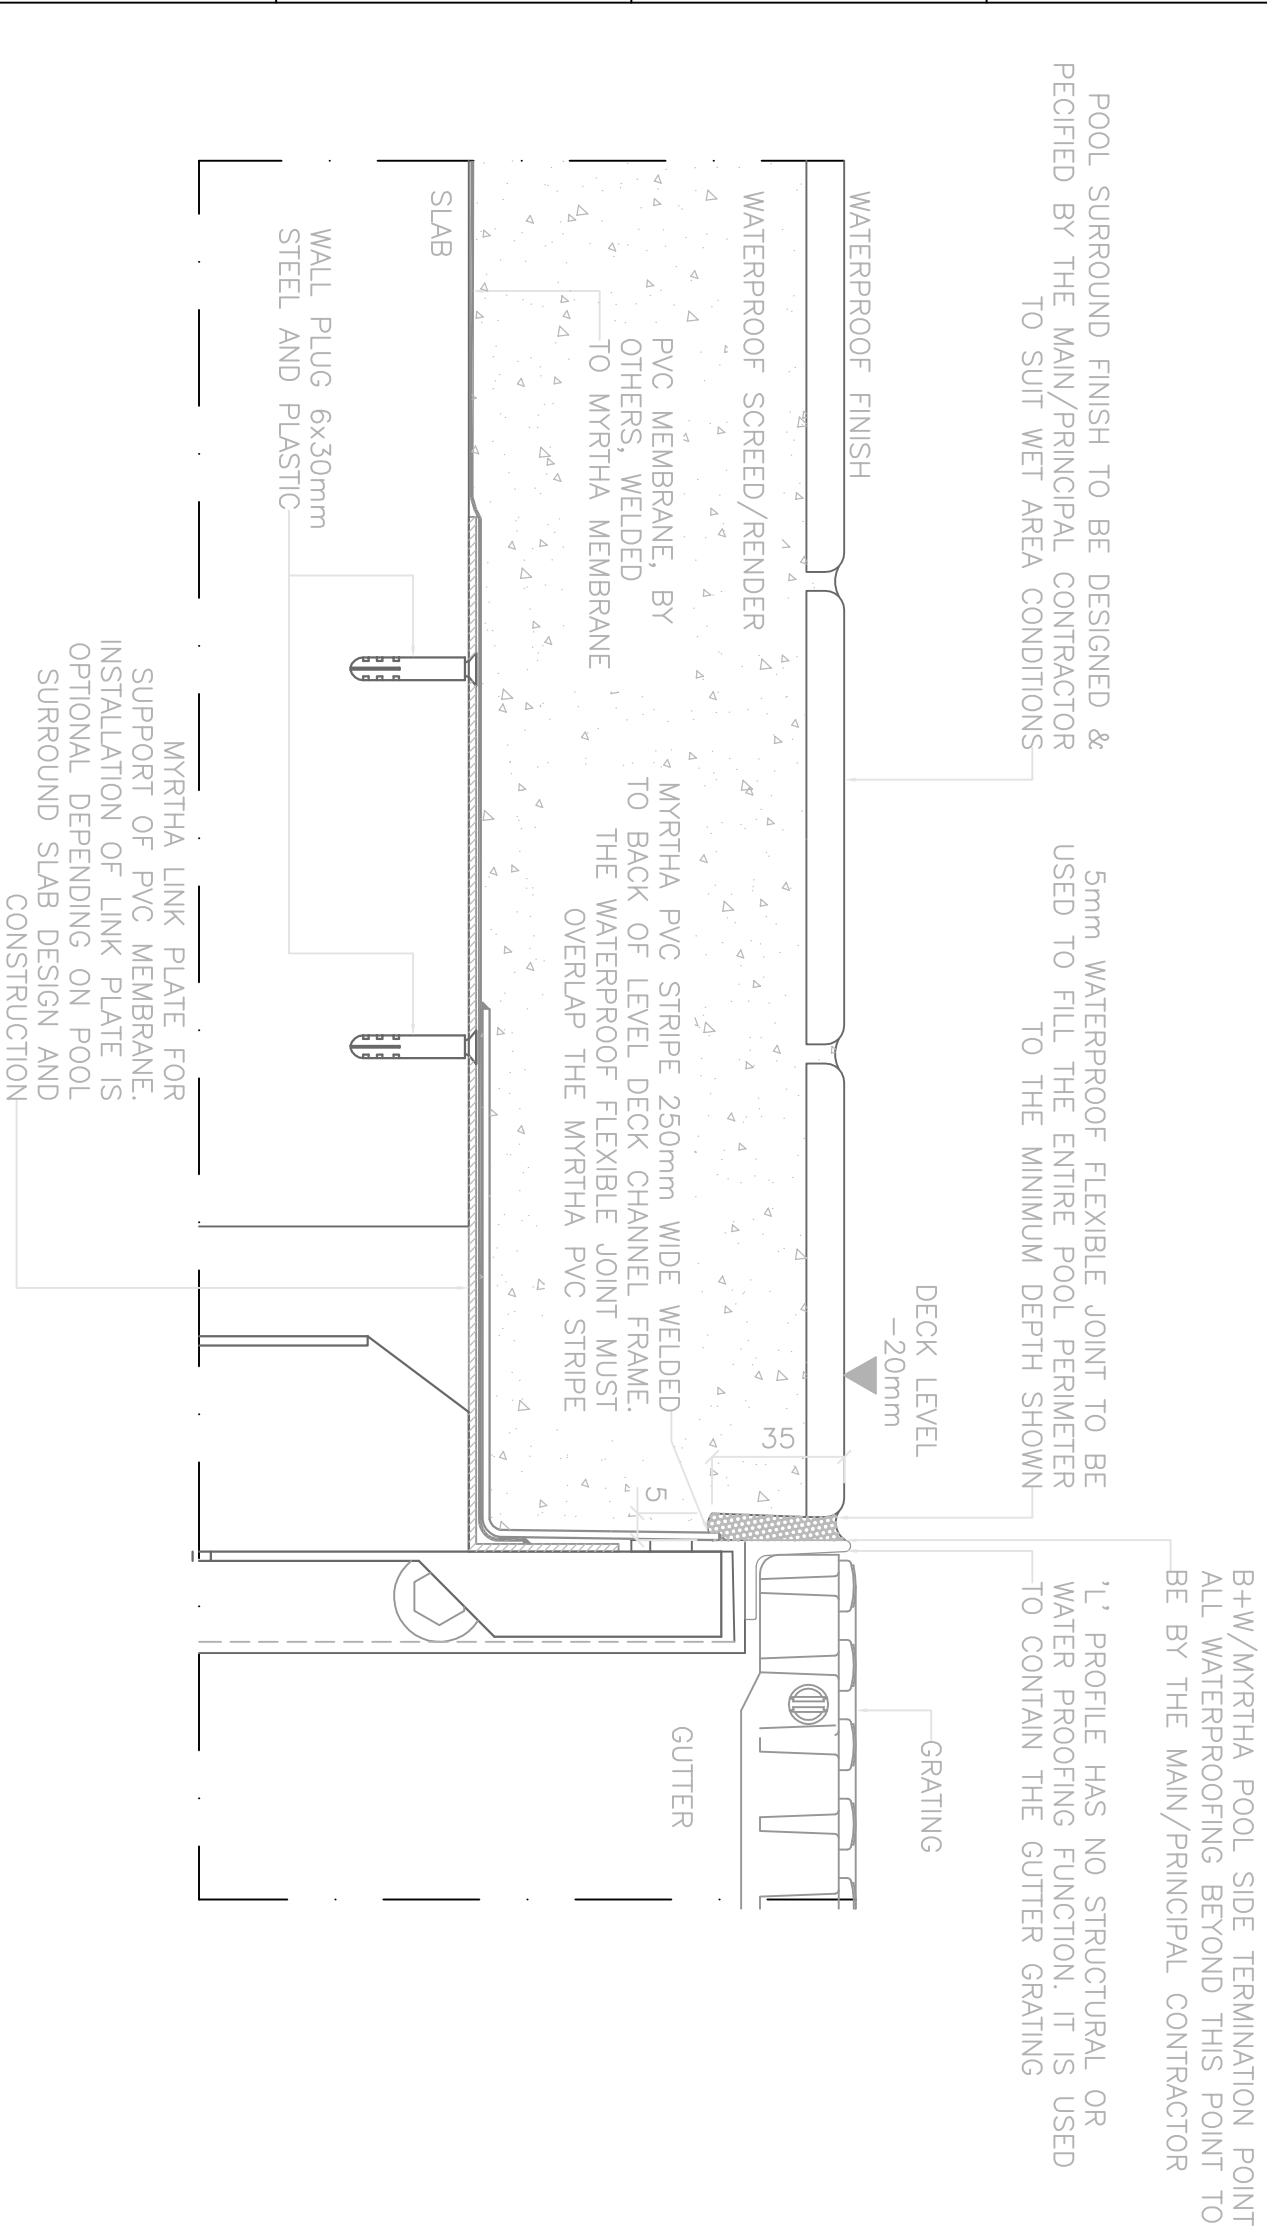 POOL SURROUND FINISH TO BE DESIGNED &
PECIFIED BY THE MAIN/PRINCIPAL CONTRACTOR
TO SUIT WET AREA CONDITIONS
5mm WATERPROOF FLEXIBLE JOINT TO BE
USED TO FILL THE ENTIRE POOL PERIMETER
TO THE MINIMUM DEPTH SHOWN
B+W/MYRTHA POOL SIDE TERMINATION POINT
ALL WATERPROOFING BEYOND THIS POINT TO
BE BY THE MAIN/PRINCIPAL CONTRACTOR
'L' PROFILE HAS NO STRUCTURAL OR
WATER PROOFING FUNCTION. IT IS USED
TO CONTAIN THE GUTTER GRATING
DECK LEVEL
-20mm
GRATING
WATERPROOF FINISH
WATERPROOF SCREED/RENDER
35
5
GUTTER
PVC MEMBRANE, BY
OTHERS, WELDED
TO MYRTHA MEMBRANE
MYRTHA PVC STRIPE 250mm WIDE WELDED
TO BACK OF LEVEL DECK CHANNEL FRAME.
THE WATERPROOF FLEXIBLE JOINT MUST
OVERLAP THE MYRTHA PVC STRIPE
SLAB
WALL PLUG 6x30mm
STEEL AND PLASTIC
MYRTHA LINK PLATE FOR
SUPPORT OF PVC MEMBRANE.
INSTALLATION OF LINK PLATE IS
OPTIONAL DEPENDING ON POOL
SURROUND SLAB DESIGN AND
CONSTRUCTION